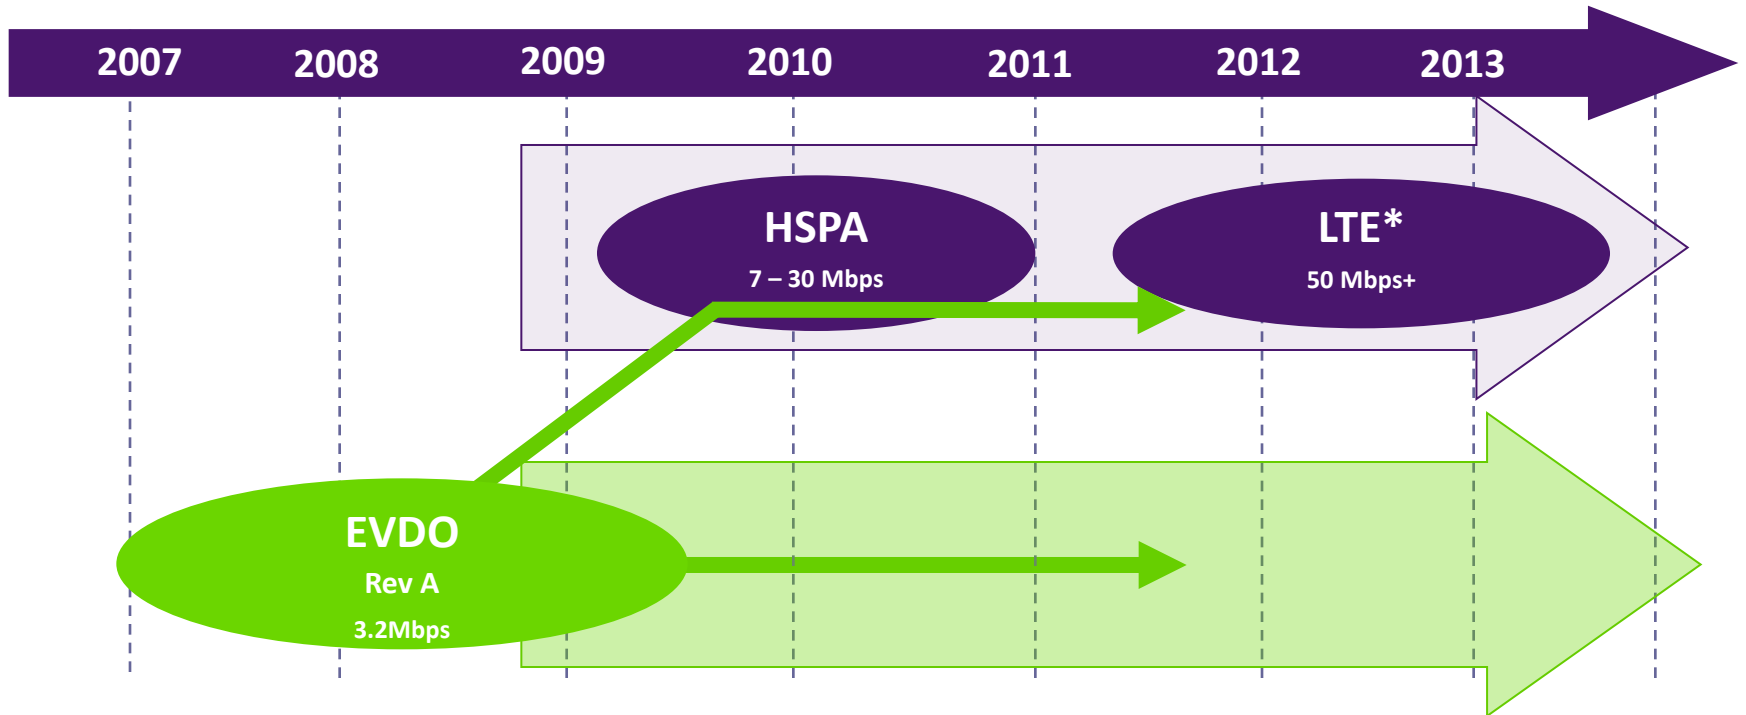 2007 2008 2009 2010 2011 2012 2013
HSPA
7 – 30 Mbps
LTE*
50 Mbps+
EVDO
Rev A
3.2Mbps